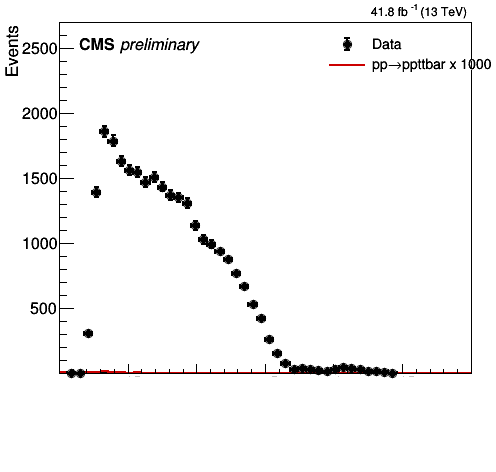 41.8 fb⁻¹ (13 TeV)
CMS preliminary
Data
pp→ppttbar x 1000
Events
2500
2000
1500
1000
500